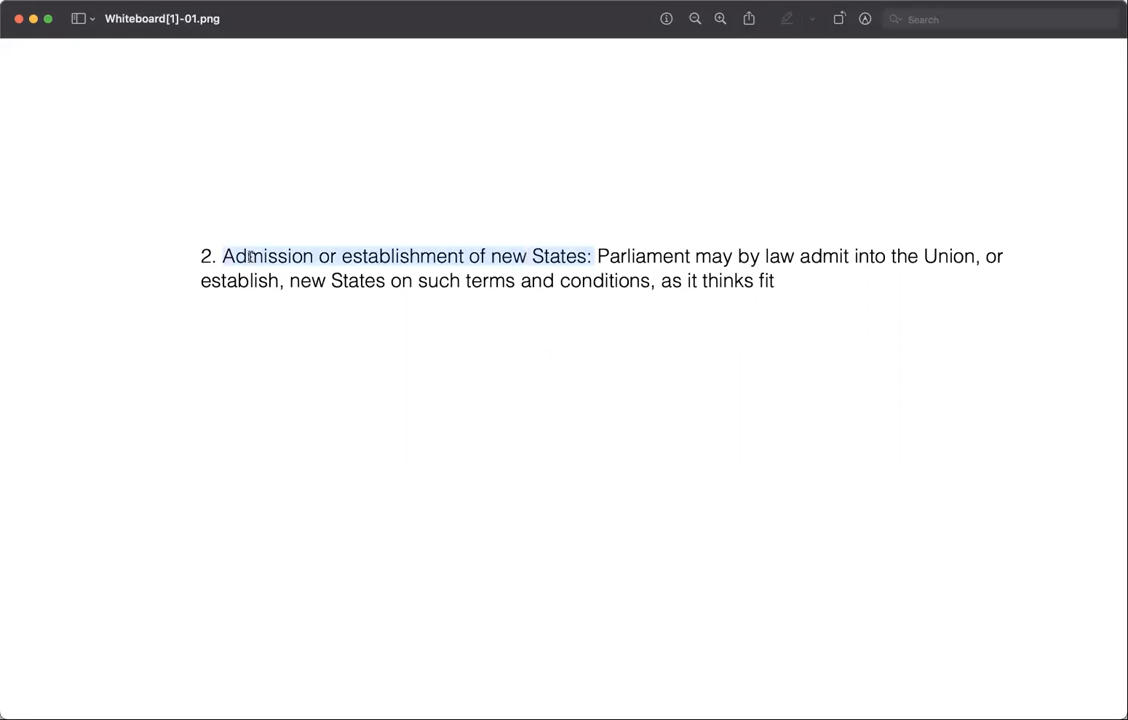 Whiteboard[1]-01.png
Search
2. Admission or establishment of new States: Parliament may by law admit into the Union, or
establish, new States on such terms and conditions, as it thinks fit